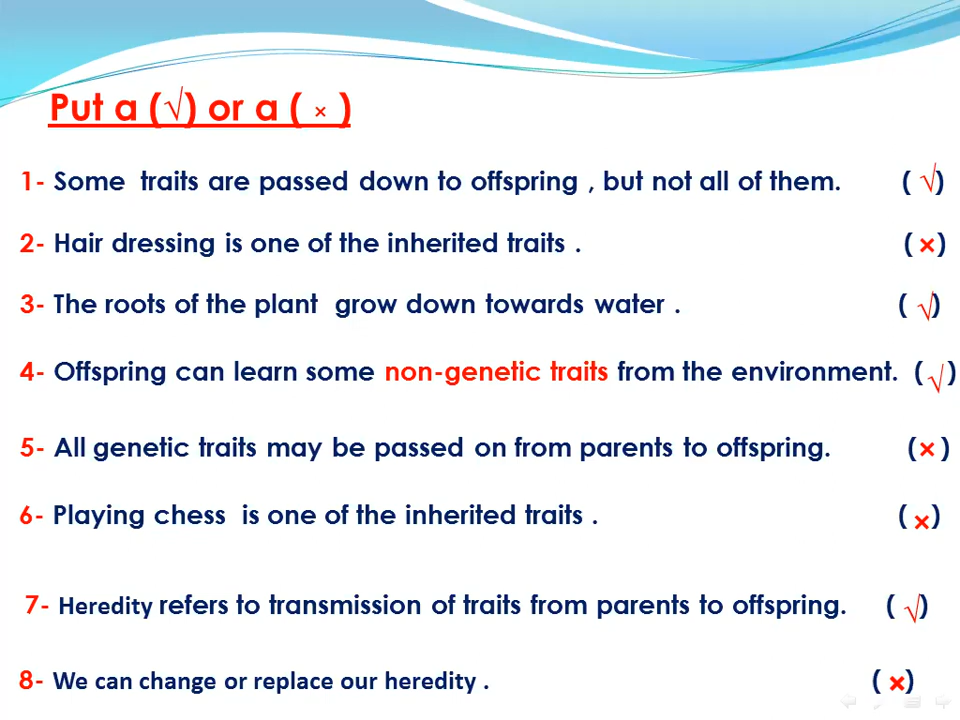 Put a (√) or a ( × )
1- Some traits are passed down to offspring , but not all of them. ( √ )
2- Hair dressing is one of the inherited traits . ( × )
3- The roots of the plant grow down towards water . ( √ )
4- Offspring can learn some non-genetic traits from the environment. ( √ )
5- All genetic traits may be passed on from parents to offspring. ( × )
6- Playing chess is one of the inherited traits . ( × )
7- Heredity refers to transmission of traits from parents to offspring. ( √ )
8- We can change or replace our heredity . ( × )